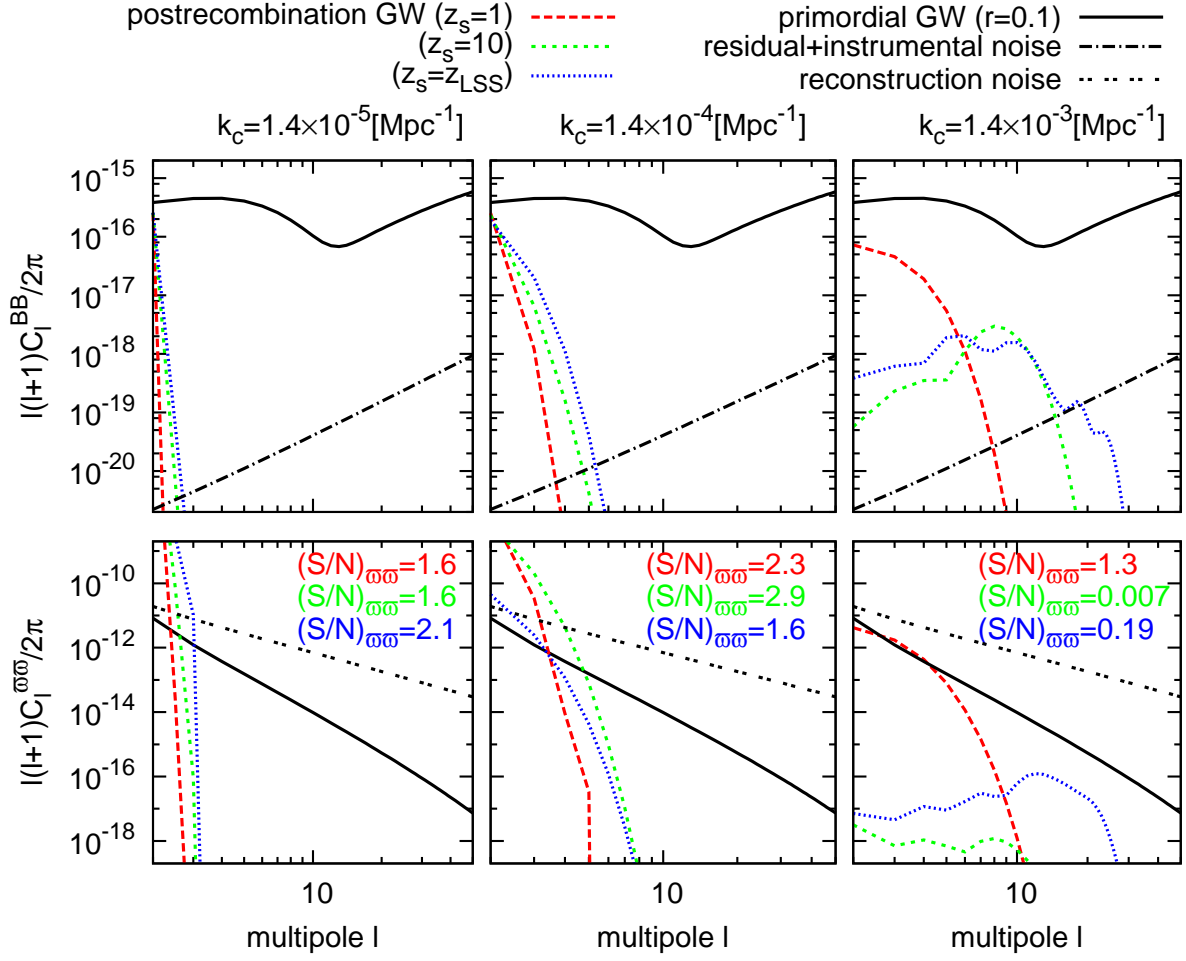 postrecombination GW (z_s=1)
(z_s=10)
(z_s=z_LSS)
primordial GW (r=0.1)
residual+instrumental noise
reconstruction noise
k_c=1.4×10^-5[Mpc^-1]
k_c=1.4×10^-4[Mpc^-1]
k_c=1.4×10^-3[Mpc^-1]
l(l+1)C_l^BB/2π
10^-15
10^-16
10^-17
10^-18
10^-19
10^-20
l(l+1)C_l^ϖϖ/2π
10^-10
10^-12
10^-14
10^-16
10^-18
(S/N)_ϖϖ=1.6
(S/N)_ϖϖ=1.6
(S/N)_ϖϖ=2.1
(S/N)_ϖϖ=2.3
(S/N)_ϖϖ=2.9
(S/N)_ϖϖ=1.6
(S/N)_ϖϖ=1.3
(S/N)_ϖϖ=0.007
(S/N)_ϖϖ=0.19
10
10
10
multipole l
multipole l
multipole l